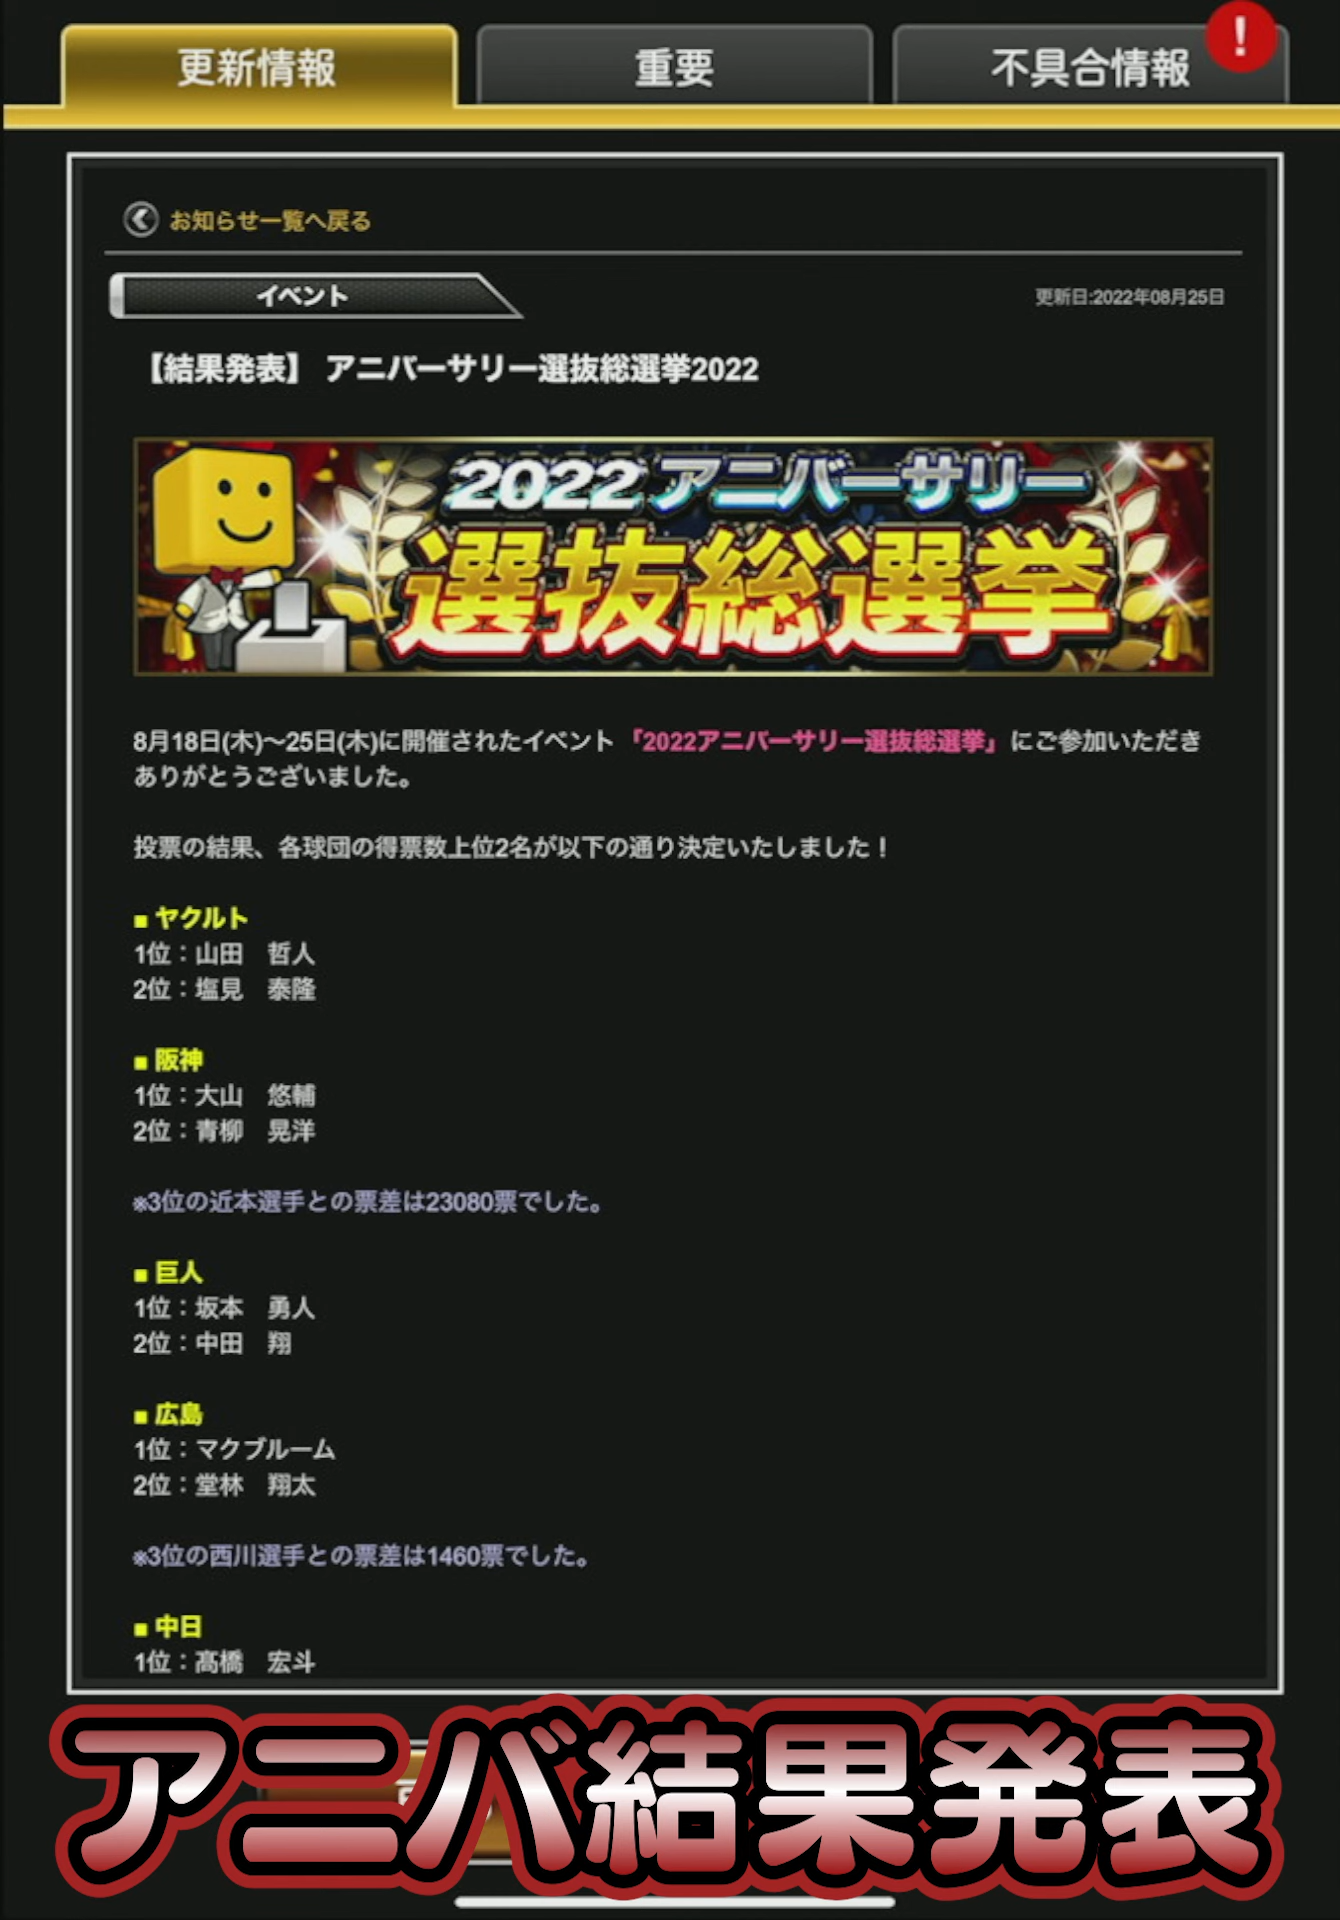 更新情報
重要
不具合情報
!
お知らせ一覧へ戻る
イベント
更新日:2022年08月25日
【結果発表】 アニバーサリー選抜総選挙2022
2022アニバーサリー
選抜総選挙
8月18日(木)〜25日(木)に開催されたイベント「2022アニバーサリー選抜総選挙」にご参加いただき
ありがとうございました。
投票の結果、各球団の得票数上位2名が以下の通り決定いたしました！
■ ヤクルト
1位：山田　哲人
2位：塩見　泰隆
■ 阪神
1位：大山　悠輔
2位：青柳　晃洋
※3位の近本選手との票差は23080票でした。
■ 巨人
1位：坂本　勇人
2位：中田　翔
■ 広島
1位：マクブルーム
2位：堂林　翔太
※3位の西川選手との票差は1460票でした。
■ 中日
1位：髙橋　宏斗
アニバ結果発表